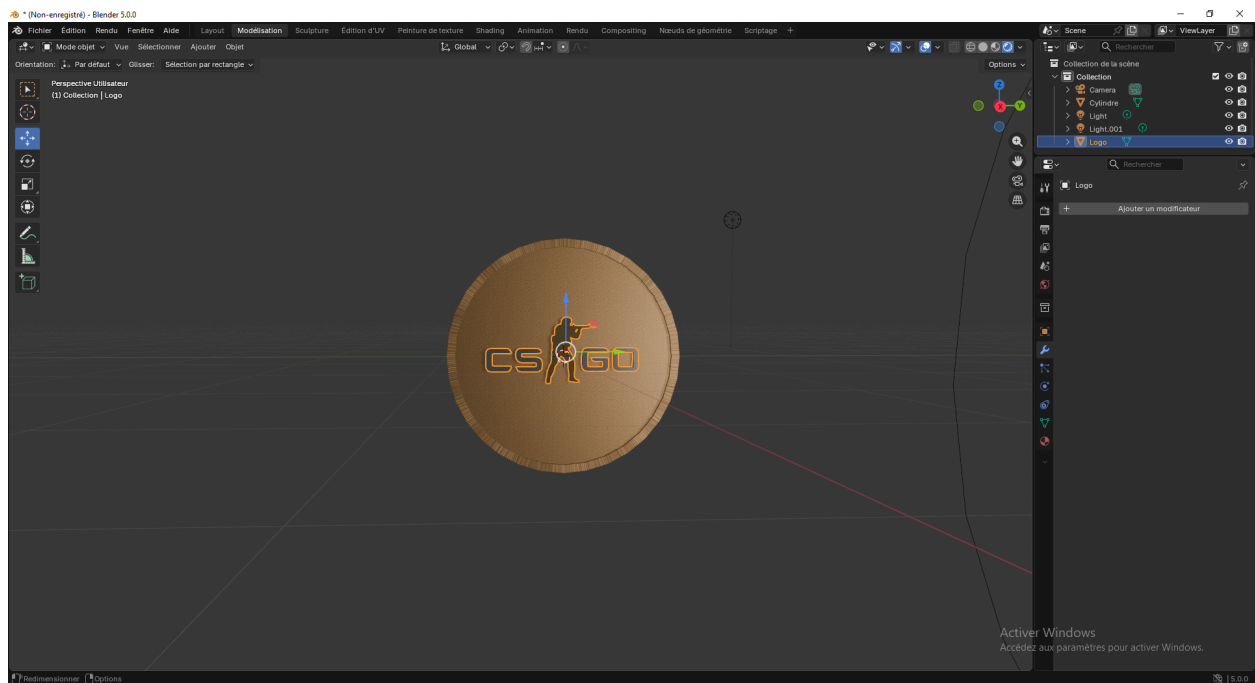 * (Non-enregistré) - Blender 5.0.0
Fichier Édition Rendu Fenêtre Aide Layout Modélisation Sculpture Édition d'UV Peinture de texture Shading Animation Rendu Compositing Nœuds de géométrie Scriptage + Scene ViewLayer
Mode objet Vue Sélectionner Ajouter Objet Global Rechercher
Orientation: Par défaut Glisser: Sélection par rectangle Options
Collection de la scène
Perspective Utilisateur
(1) Collection | Logo
Collection
Camera
Cylindre
Light
Light.001
Logo
Z
X
Y
Rechercher
Logo
+ Ajouter un modificateur
CS GO
Activer Windows
Accédez aux paramètres pour activer Windows.
Redimensionner Options
5.0.0